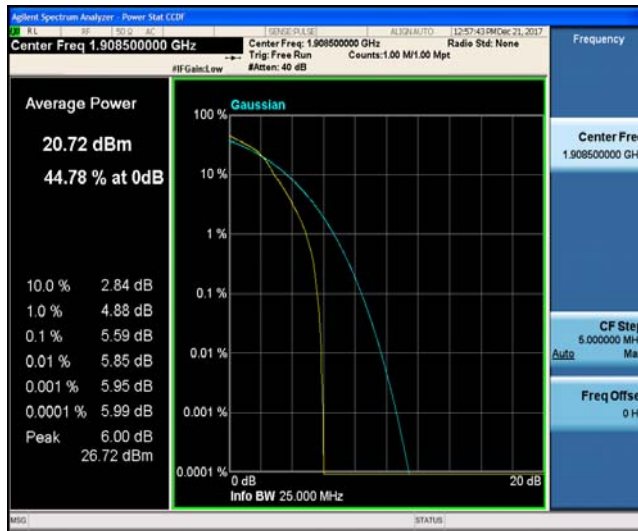 Agilent Spectrum Analyzer - Power Stat CCDF
RL RF 50 Ω AC SENSE:PULSE ALIGN AUTO 12:57:43 PM Dec 21, 2017
Center Freq 1.908500000 GHz
Center Freq: 1.908500000 GHz Radio Std: None
Trig: Free Run Counts:1.00 M/1.00 Mpt
#IFGain:Low #Atten: 40 dB
Frequency
Average Power
20.72 dBm
44.78 % at 0dB
10.0 % 2.84 dB
1.0 % 4.88 dB
0.1 % 5.59 dB
0.01 % 5.85 dB
0.001 % 5.95 dB
0.0001 % 5.99 dB
Peak 6.00 dB
26.72 dBm
Gaussian
100 %
10 %
1 %
0.1 %
0.01 %
0.001 %
0.0001 %
0 dB 20 dB
Info BW 25.000 MHz
Center Fre
1.908500000 GH
CF Ste
5.000000 MH
Auto Ma
Freq Offse
0 H
MSG STATUS